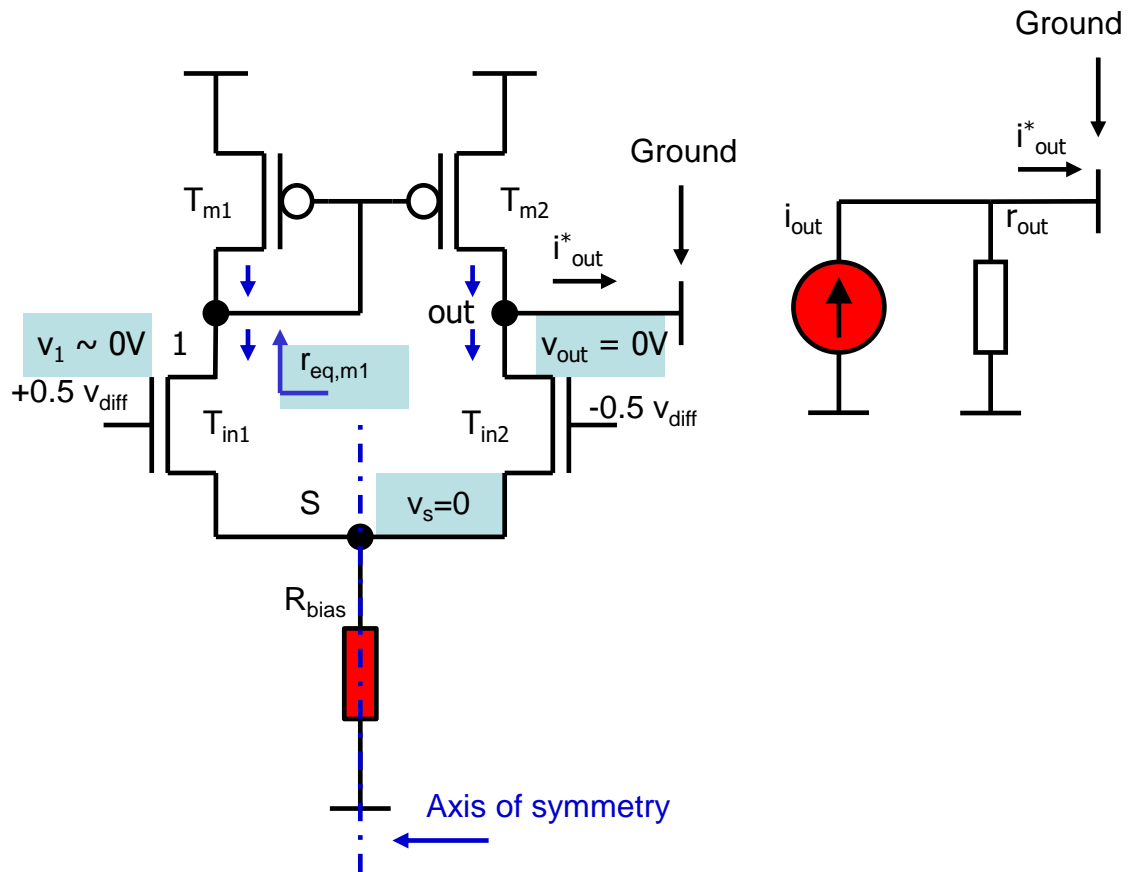 Ground
i*out
iout
rout
Ground
Tm1
Tm2
i*out
out
v1 ~ 0V
1
req,m1
vout = 0V
+0.5 vdiff
-0.5 vdiff
Tin1
Tin2
S
vs=0
Rbias
Axis of symmetry